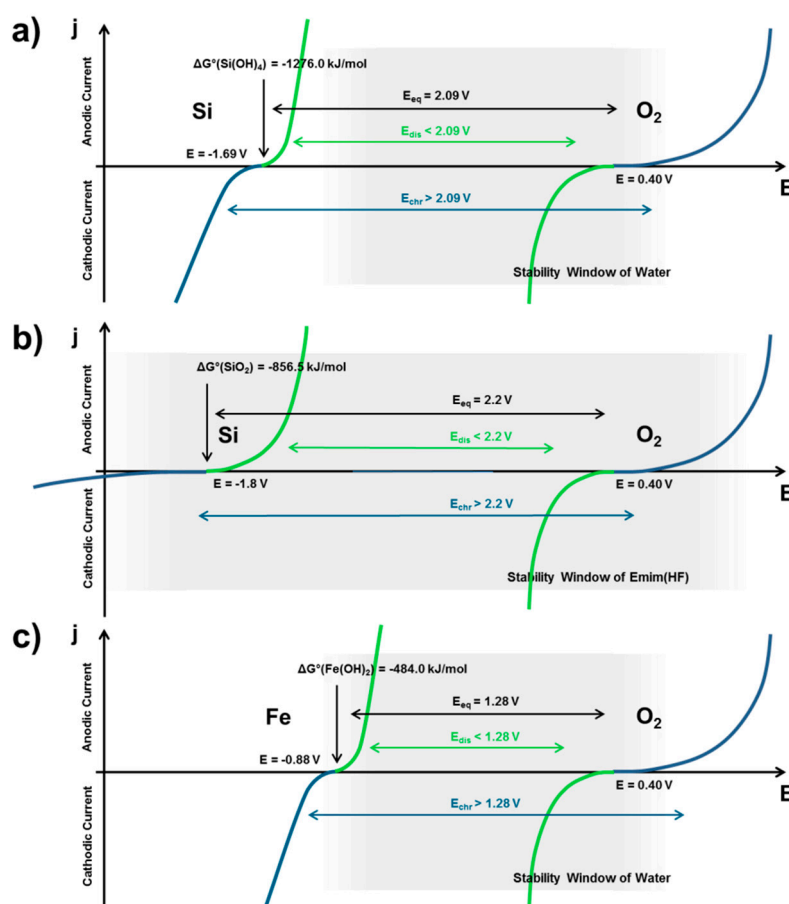 a)
j
Anodic Current
Cathodic Current
ΔG°(Si(OH)₄) = -1276.0 kJ/mol
Si
E = -1.69 V
Eeq = 2.09 V
Edis < 2.09 V
O₂
E = 0.40 V
E
Echr > 2.09 V
Stability Window of Water
b)
j
Anodic Current
Cathodic Current
ΔG°(SiO₂) = -856.5 kJ/mol
Si
E = -1.8 V
Eeq = 2.2 V
Edis < 2.2 V
O₂
E = 0.40 V
E
Echr > 2.2 V
Stability Window of Emim(HF)
c)
j
Anodic Current
Cathodic Current
ΔG°(Fe(OH)₂) = -484.0 kJ/mol
Fe
E = -0.88 V
Eeq = 1.28 V
Edis < 1.28 V
O₂
E = 0.40 V
E
Echr > 1.28 V
Stability Window of Water